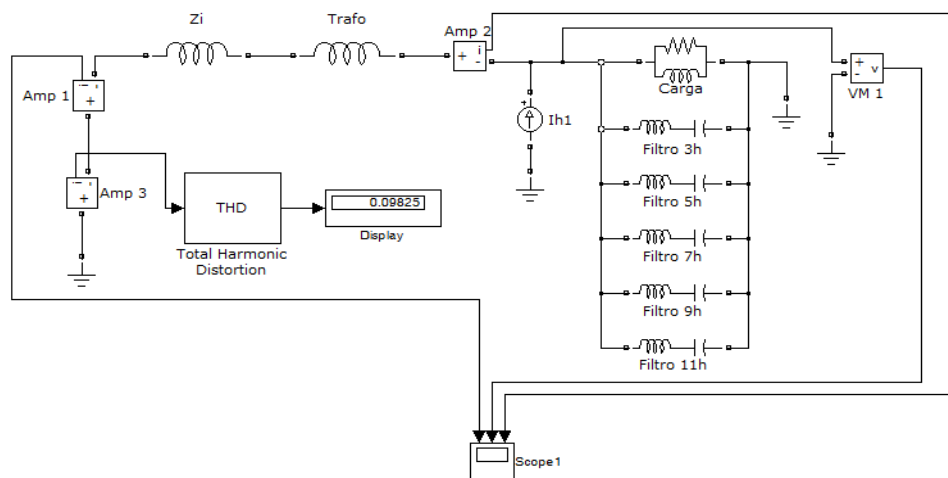 Zi
Trafo
Amp 2
i
+
-
Carga
+
-
v
VM 1
Amp 1
i
-
+
+
Ih1
Filtro 3h
Amp 3
i
-
+
THD
0.09825
Display
Total Harmonic
Distortion
Filtro 5h
Filtro 7h
Filtro 9h
Filtro 11h
Scope1